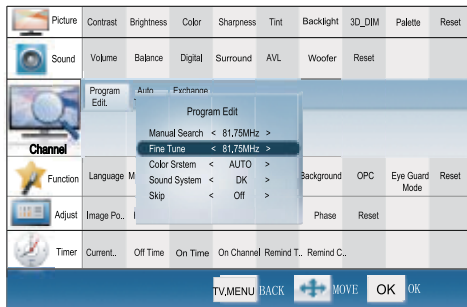 Picture Contrast Brightness Color Sharpness Tint Backlight 3D_DIM Palette Reset
Sound Volume Balance Digital Surround AVL Woofer Reset
Program Edit. Auto Exchange
Channel
Program Edit
Manual Search < 81,75MHz >
Fine Tune < 81,75MHz >
Color Srstem < AUTO >
Sound System < DK >
Skip < Off >
Function Language M Background OPC Eye Guard Mode Reset
Adjust Image Po.. Phase Reset
Timer Current.. Off Time On Time On Channel Remind T.. Remind C..
TV,MENU BACK MOVE OK OK